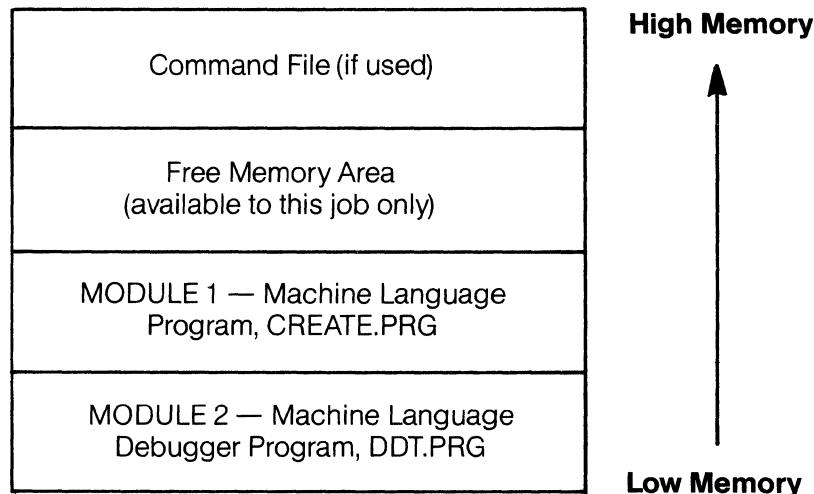 High Memory
Command File (if used)
Free Memory Area
(available to this job only)
MODULE 1 — Machine Language
Program, CREATE.PRG
MODULE 2 — Machine Language
Debugger Program, DDT.PRG
Low Memory